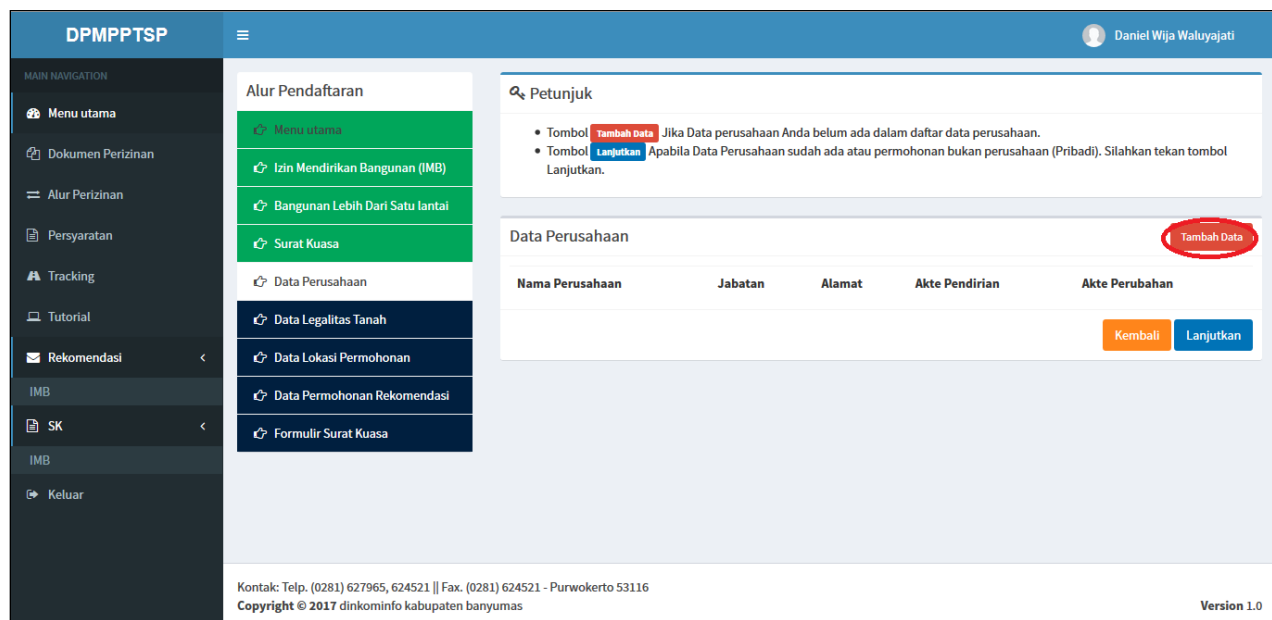 DPMPPTSP
Daniel Wija Waluyajati
MAIN NAVIGATION
Menu utama
Dokumen Perizinan
Alur Perizinan
Persyaratan
Tracking
Tutorial
Rekomendasi
IMB
SK
IMB
Keluar
Alur Pendaftaran
Menu utama
Izin Mendirikan Bangunan (IMB)
Bangunan Lebih Dari Satu lantai
Surat Kuasa
Data Perusahaan
Data Legalitas Tanah
Data Lokasi Permohonan
Data Permohonan Rekomendasi
Formulir Surat Kuasa
Petunjuk
• Tombol Tambah Data Jika Data perusahaan Anda belum ada dalam daftar data perusahaan.
• Tombol Lanjutkan Apabila Data Perusahaan sudah ada atau permohonan bukan perusahaan (Pribadi). Silahkan tekan tombol
Lanjutkan.
Data Perusahaan
Tambah Data
Nama Perusahaan Jabatan Alamat Akte Pendirian Akte Perubahan
Kembali Lanjutkan
Kontak: Telp. (0281) 627965, 624521 || Fax. (0281) 624521 - Purwokerto 53116
Copyright © 2017 dinkominfo kabupaten banyumas
Version 1.0